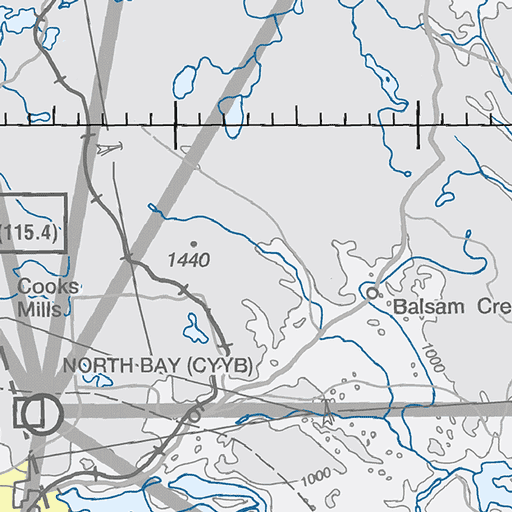 (115.4)
1440
Cooks
Mills
Balsam Cre
1000
NORTH BAY (CYYB)
1000